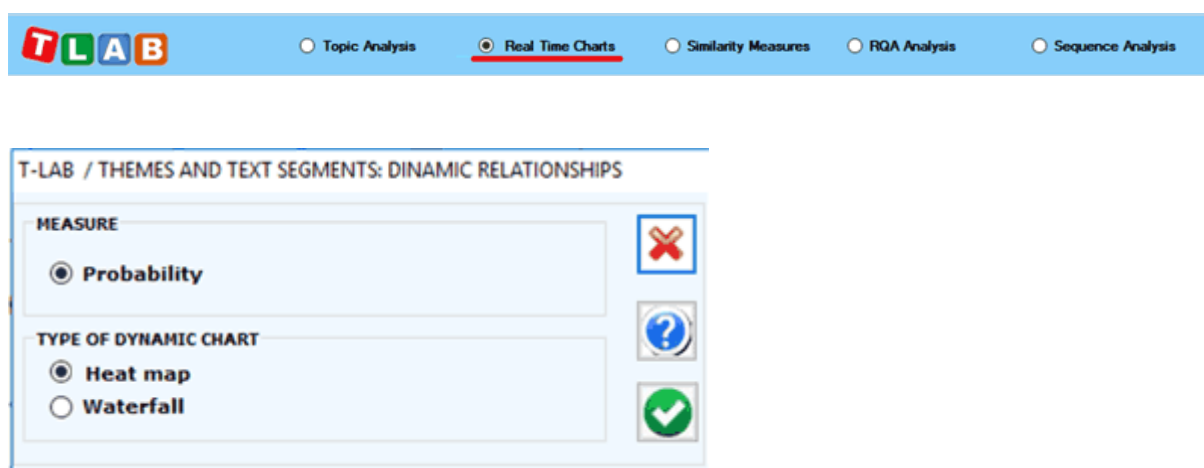 TLAB Topic Analysis Real Time Charts Similarity Measures RQA Analysis Sequence Analysis
T-LAB / THEMES AND TEXT SEGMENTS: DINAMIC RELATIONSHIPS
MEASURE
Probability
?
TYPE OF DYNAMIC CHART
Heat map
Waterfall